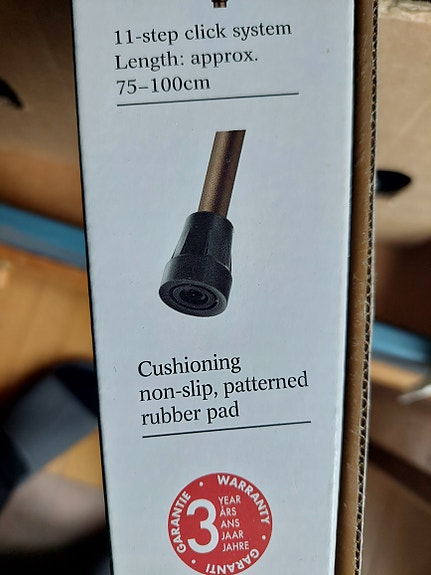 11-step click system
Length: approx.
75–100cm
Cushioning
non-slip, patterned
rubber pad
GARANTIE · WARRANTY · GARANTI ·
3
YEAR
ÅRS
ANS
JAAR
JAHRE